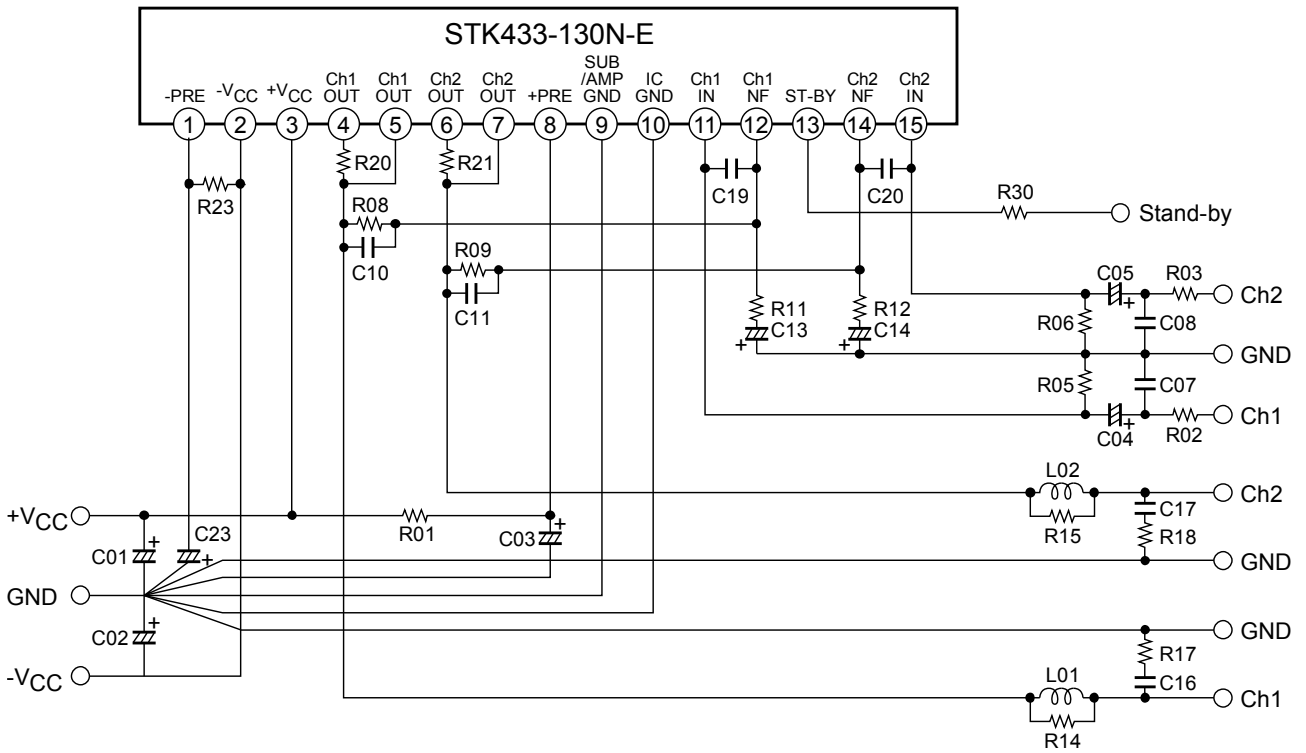 STK433-130N-E
-PRE -VCC +VCC Ch1 OUT Ch1 OUT Ch2 OUT Ch2 OUT +PRE SUB /AMP GND IC GND Ch1 IN Ch1 NF ST-BY Ch2 NF Ch2 IN
1 2 3 4 5 6 7 8 9 10 11 12 13 14 15
R20 R21
C19 C20
R23
R30
Stand-by
R08
C10
R09
C11
R11
C13
R12
C14
C05 R03
+
Ch2
R06 C08
+ +
GND
R05 C07
Ch1
+
C04 R02
L02
Ch2
R15
C17
R18
+VCC
R01
C01 +
C23 +
C03 +
GND
GND
C02 +
GND
-VCC
R17
C16
L01
Ch1
R14